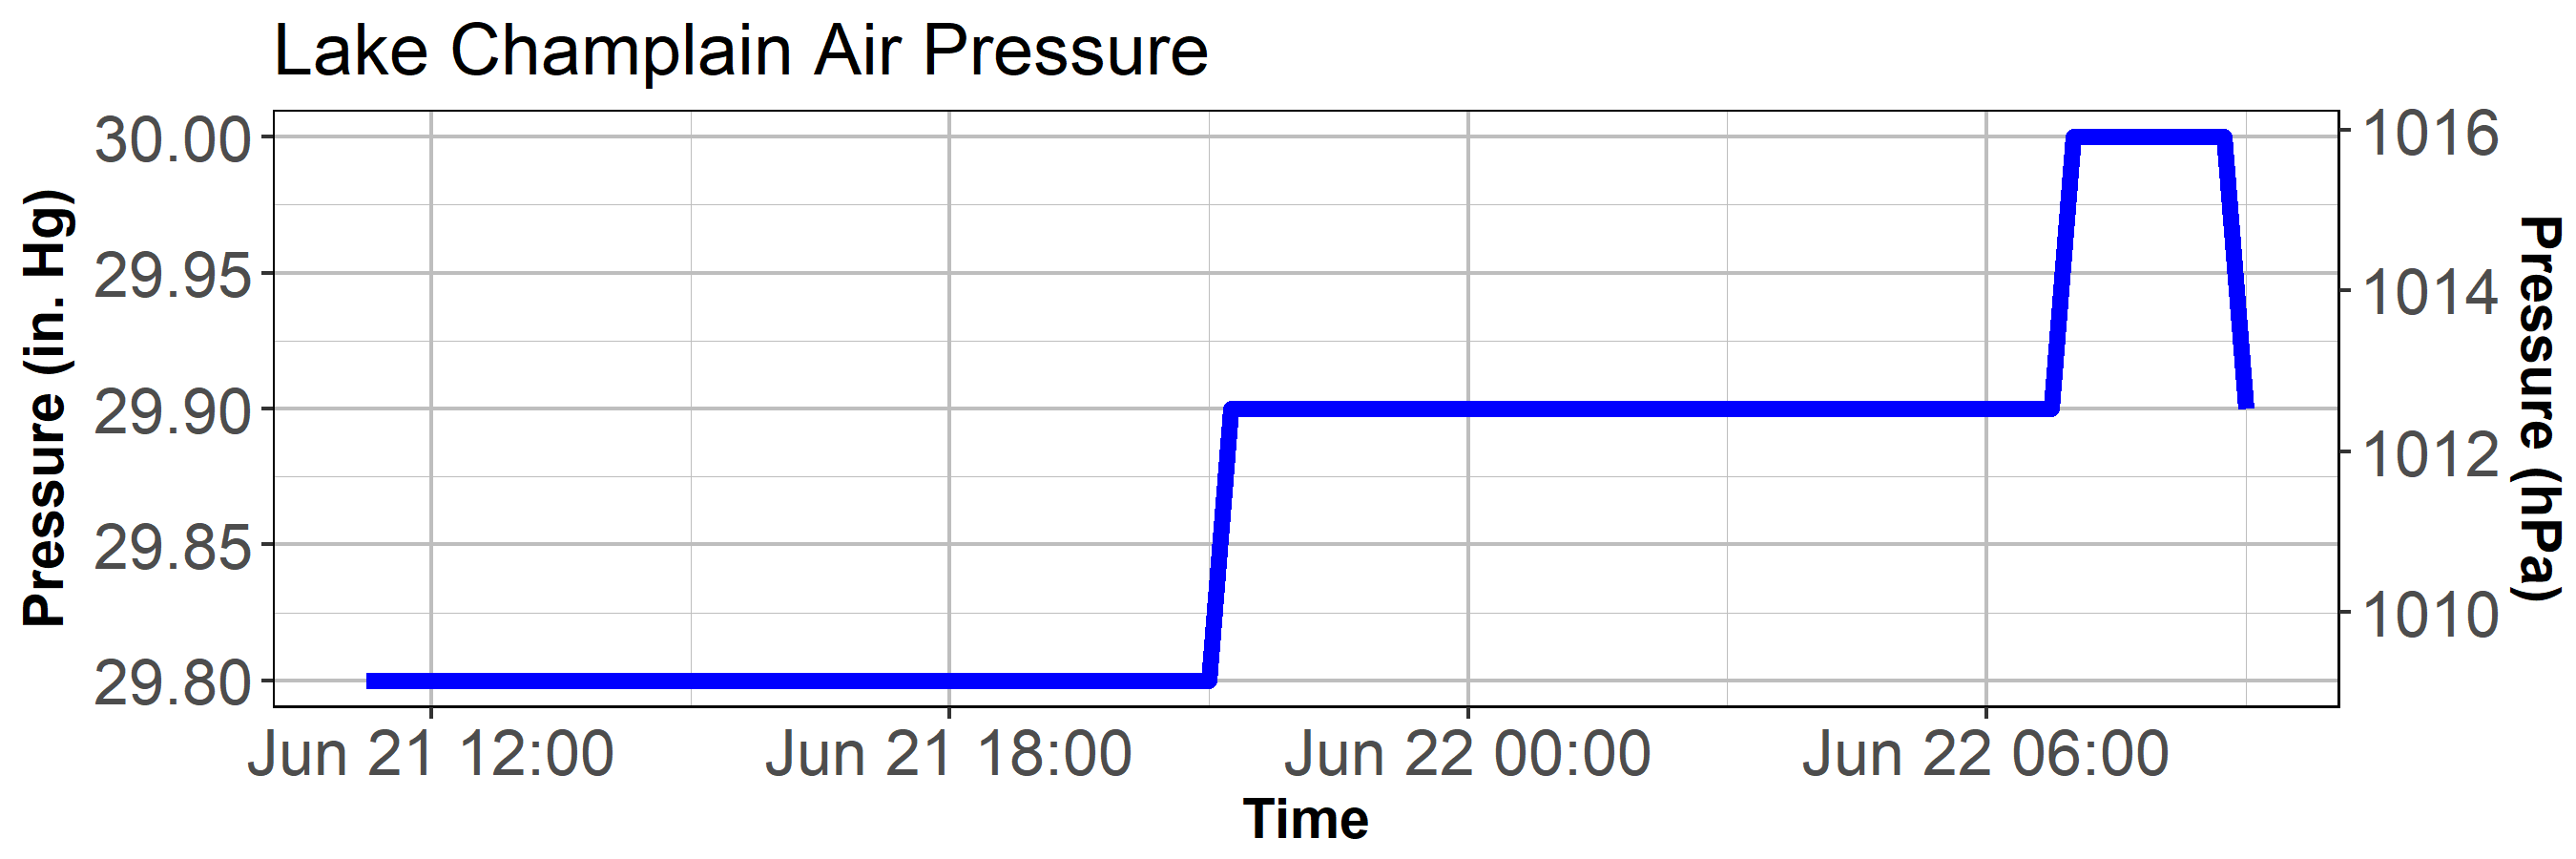 Lake Champlain Air Pressure
Pressure (in. Hg)
30.00
29.95
29.90
29.85
29.80
1016
1014
1012
1010
Pressure (hPa)
Jun 21 12:00
Jun 21 18:00
Jun 22 00:00
Jun 22 06:00
Time